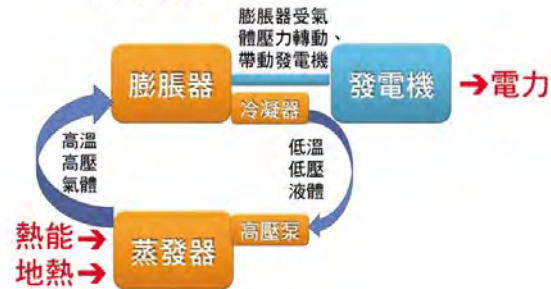 膨脹器受氣
體壓力轉動、
帶動發電機
膨脹器
發電機
電力
冷凝器
高溫
高壓
氣體
低溫
低壓
液體
熱能
地熱
蒸發器
高壓泵